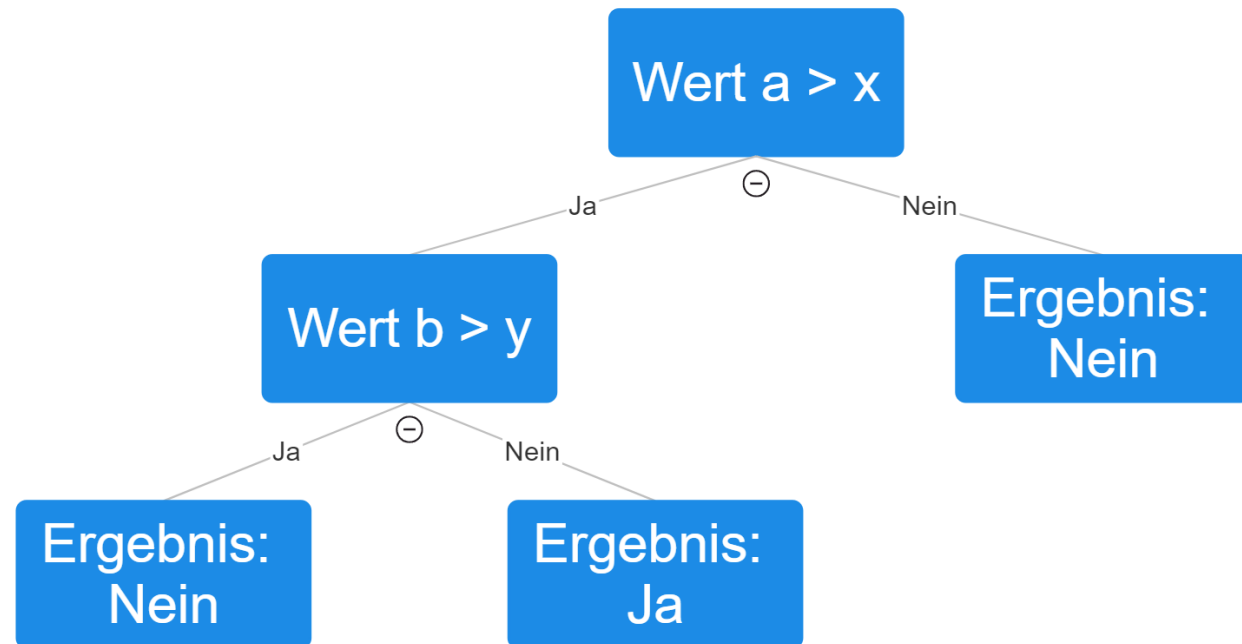 Wert a > x
Ja
Nein
Wert b > y
Ergebnis:
Nein
Ja
Nein
Ergebnis:
Nein
Ergebnis:
Ja